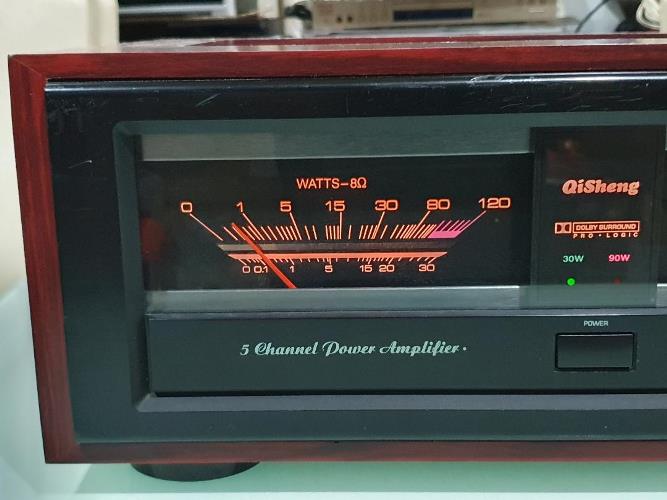 WATTS-8Ω
0 1 5 15 30 80 120
0 0.1 1 5 15 20 30
QiSheng
DOLBY SURROUND
PRO • LOGIC
30W 90W
POWER
5 Channel Power Amplifier •